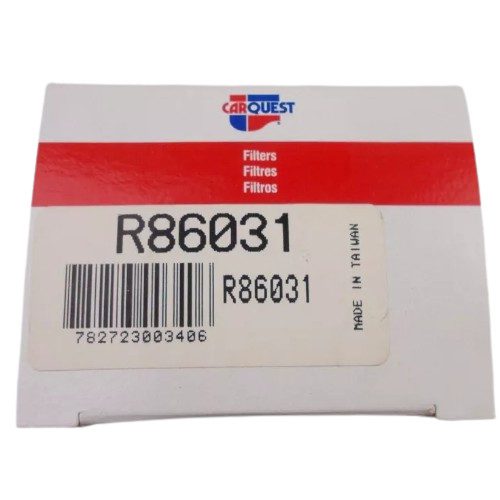 CARQUEST
Filters
Filtres
Filtros
R86031
R86031
782723003406
MADE IN TAIWAN